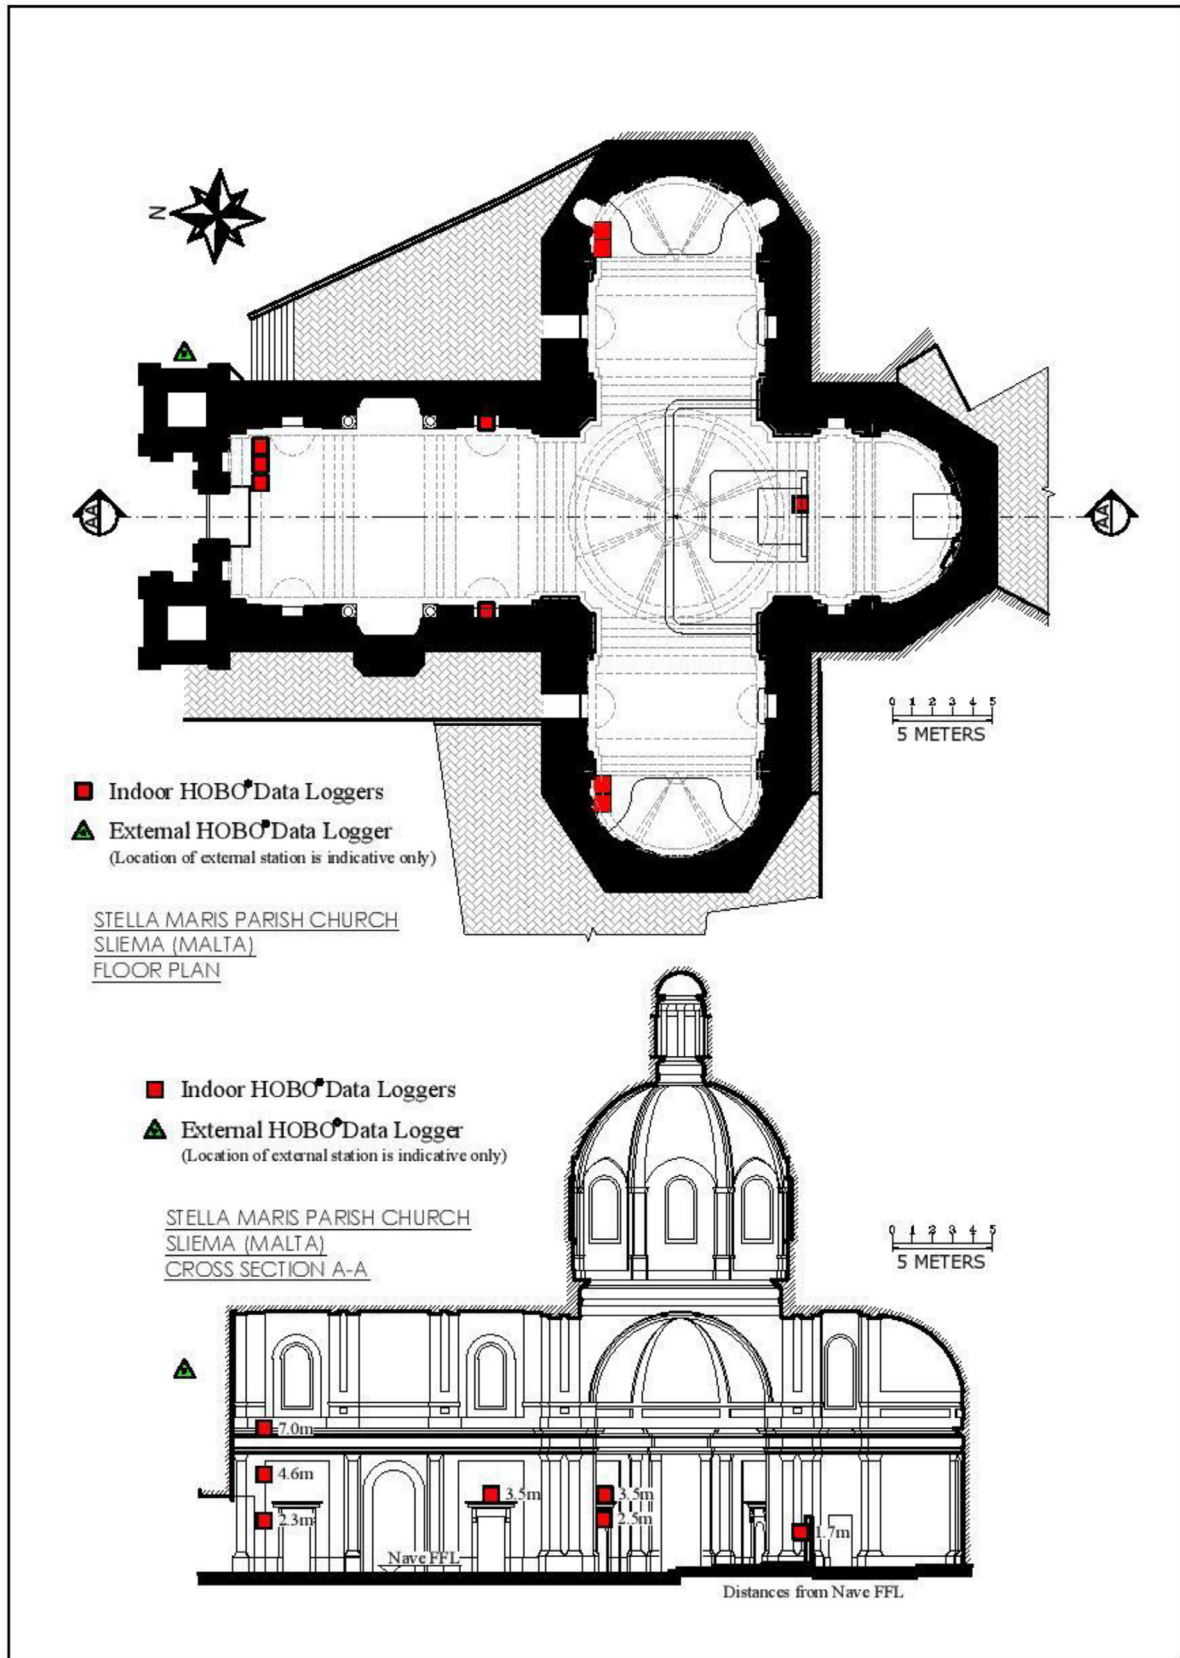 N
AA
AA
0 1 2 3 4 5
5 METERS
Indoor HOBO® Data Loggers
External HOBO® Data Logger
(Location of external station is indicative only)
STELLA MARIS PARISH CHURCH
SLIEMA (MALTA)
FLOOR PLAN
Indoor HOBO® Data Loggers
External HOBO® Data Logger
(Location of external station is indicative only)
STELLA MARIS PARISH CHURCH
SLIEMA (MALTA)
CROSS SECTION A-A
0 1 2 3 4 5
5 METERS
7.0m
4.6m
3.5m
3.5m
2.3m
2.5m
1.7m
Nave FFL
Distances from Nave FFL